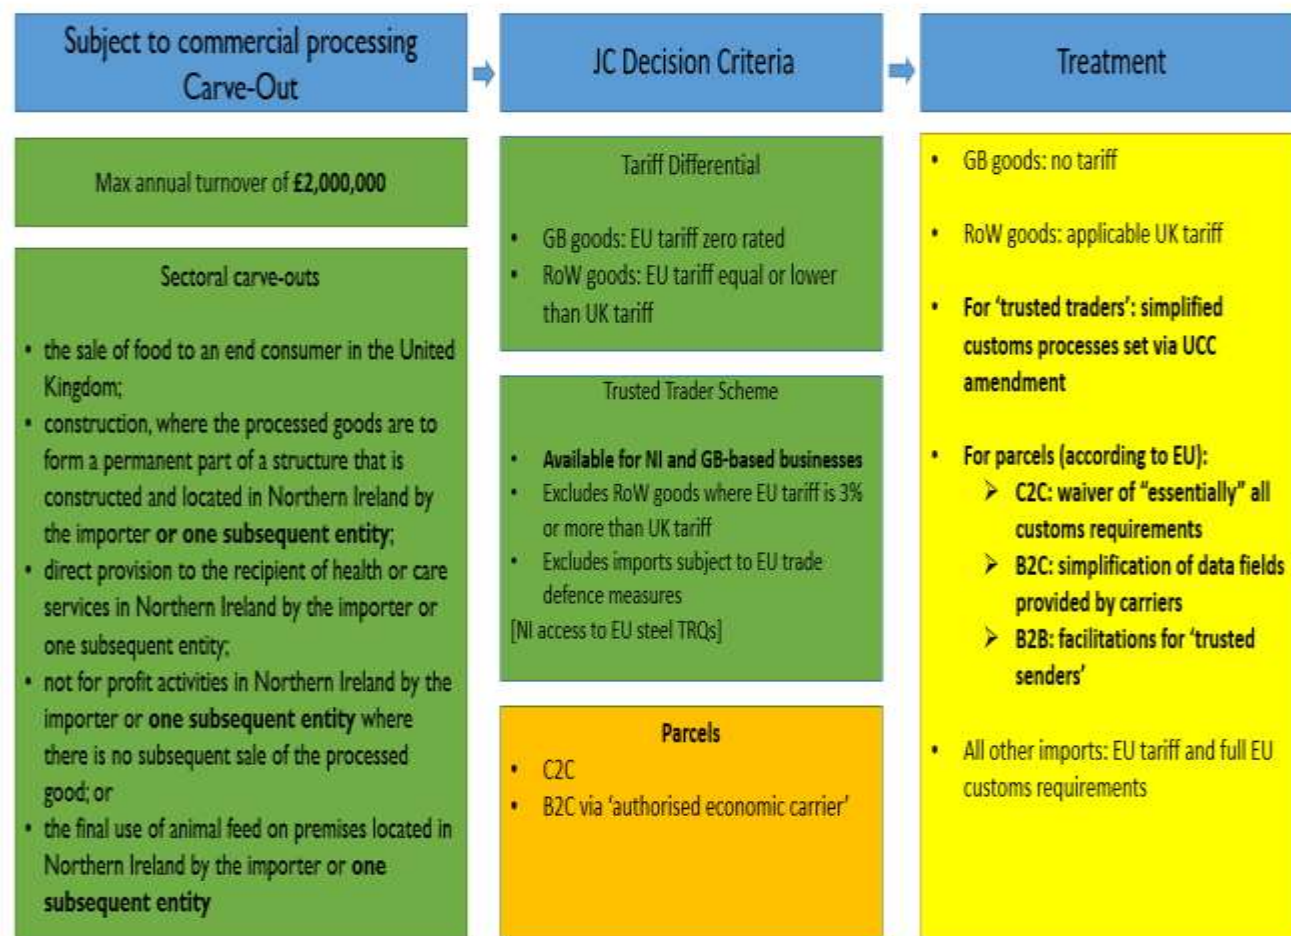 Subject to commercial processing
Carve-Out
JC Decision Criteria
Treatment
Max annual turnover of £2,000,000
Sectoral carve-outs
• the sale of food to an end consumer in the United
Kingdom;
• construction, where the processed goods are to
form a permanent part of a structure that is
constructed and located in Northern Ireland by
the importer or one subsequent entity;
• direct provision to the recipient of health or care
services in Northern Ireland by the importer or
one subsequent entity;
• not for profit activities in Northern Ireland by the
importer or one subsequent entity where
there is no subsequent sale of the processed
good; or
• the final use of animal feed on premises located in
Northern Ireland by the importer or one
subsequent entity
Tariff Differential
• GB goods: EU tariff zero rated
• RoW goods: EU tariff equal or lower
than UK tariff
Trusted Trader Scheme
• Available for NI and GB-based businesses
• Excludes RoW goods where EU tariff is 3%
or more than UK tariff
• Excludes imports subject to EU trade
defence measures
[NI access to EU steel TRQs]
Parcels
• C2C
• B2C via ‘authorised economic carrier’
• GB goods: no tariff
• RoW goods: applicable UK tariff
• For ‘trusted traders’: simplified
customs processes set via UCC
amendment
• For parcels (according to EU):
➢ C2C: waiver of “essentially” all
customs requirements
➢ B2C: simplification of data fields
provided by carriers
➢ B2B: facilitations for ‘trusted
senders’
• All other imports: EU tariff and full EU
customs requirements